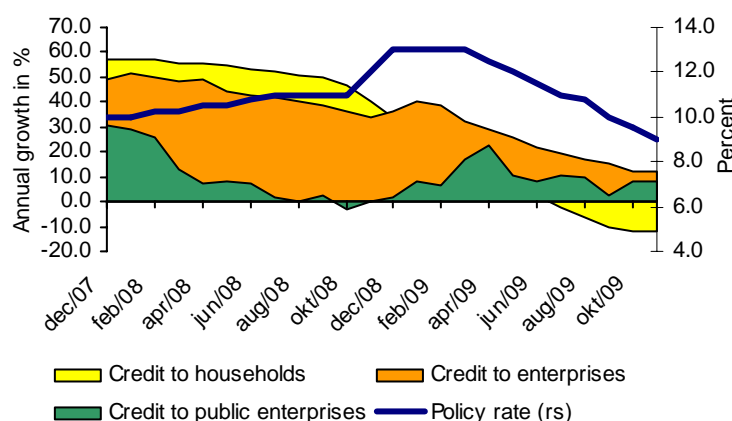 Annual growth in %
70.0
60.0
50.0
40.0
30.0
20.0
10.0
0.0
-10.0
-20.0
14.0
12.0
10.0
8.0
6.0
4.0
Percent
dec/07
feb/08
apr/08
jun/08
aug/08
okt/08
dec/08
feb/09
apr/09
jun/09
aug/09
okt/09
Credit to households
Credit to enterprises
Credit to public enterprises
Policy rate (rs)